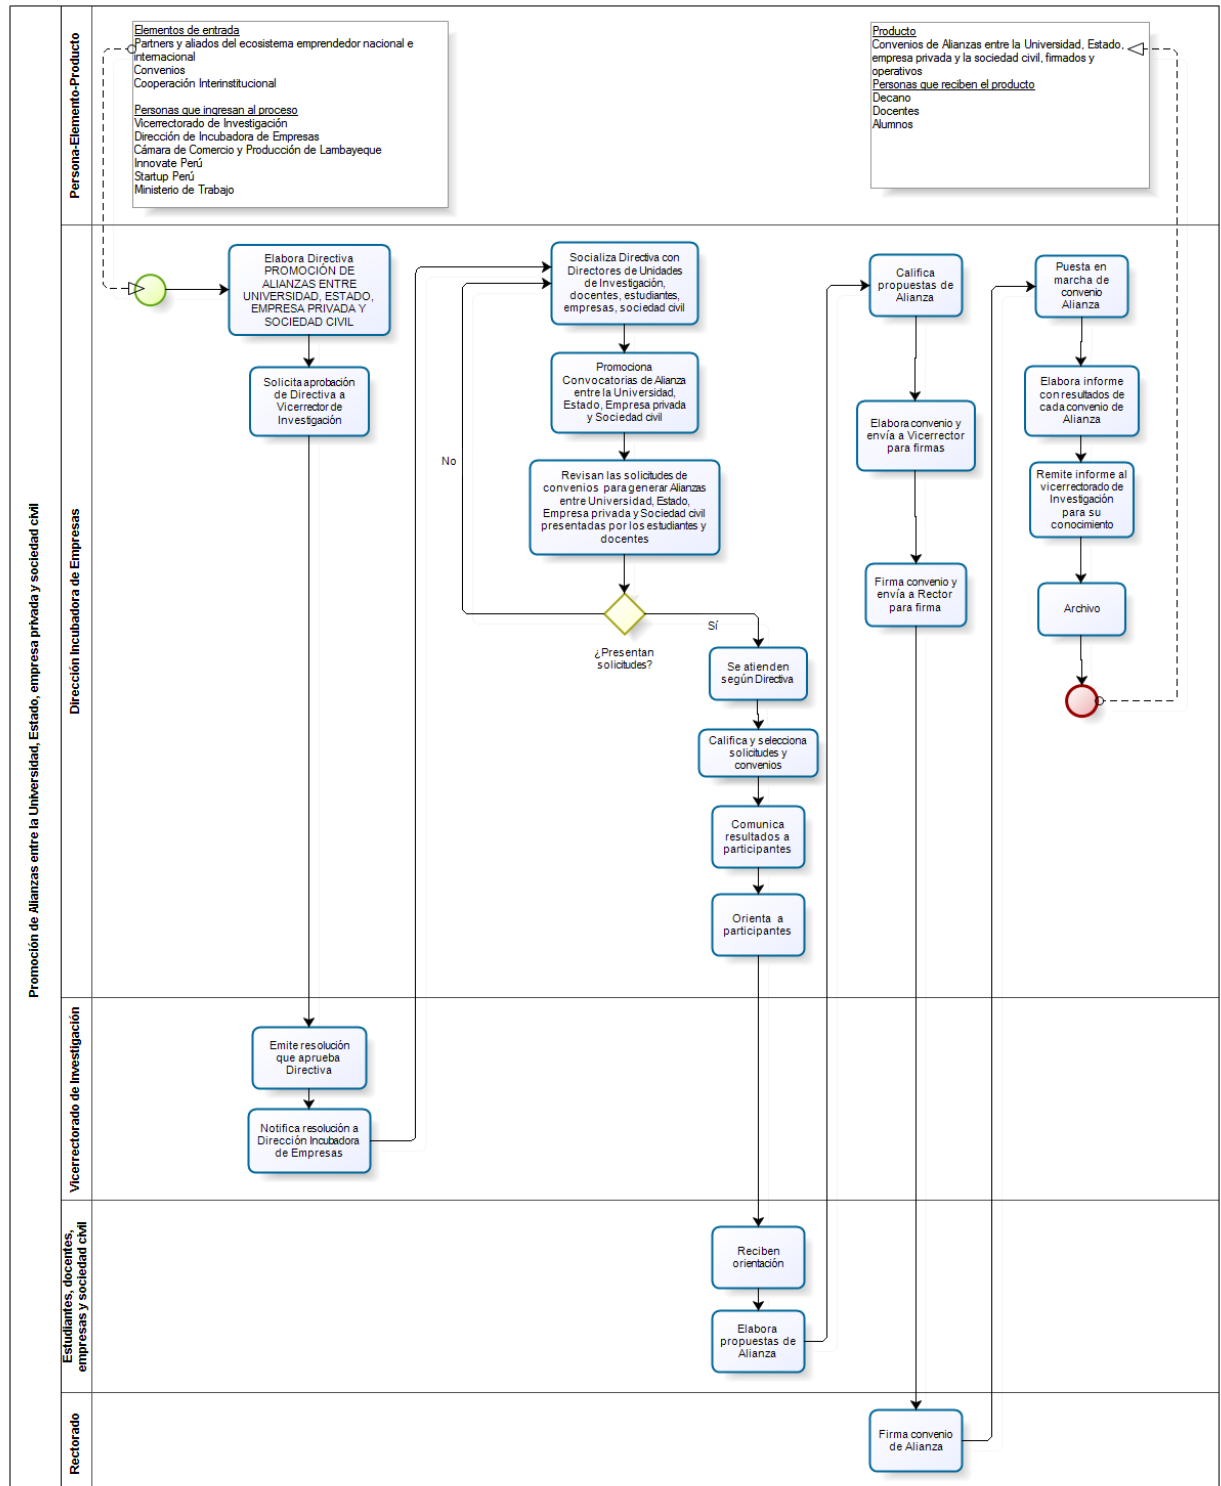 Promoción de Alianzas entre la Universidad, Estado, empresa privada y sociedad civil
Persona-Elemento-Producto
Elementos de entrada
Partners y aliados del ecosistema emprendedor nacional e
internacional
Convenios
Cooperación Interinstitucional
Personas que ingresan al proceso
Vicerrectorado de Investigación
Dirección de Incubadora de Empresas
Cámara de Comercio y Producción de Lambayeque
Innovate Perú
Startup Perú
Ministerio de Trabajo
Producto
Convenios de Alianzas entre la Universidad, Estado,
empresa privada y la sociedad civil, firmados y
operativos
Personas que reciben el producto
Decano
Docentes
Alumnos
Dirección Incubadora de Empresas
Elabora Directiva
PROMOCIÓN DE
ALIANZAS ENTRE
UNIVERSIDAD, ESTADO,
EMPRESA PRIVADA Y
SOCIEDAD CIVIL
Solicita aprobación
de Directiva a
Vicerrector de
Investigación
Socializa Directiva con
Directores de Unidades
de Investigación,
docentes, estudiantes,
empresas, sociedad civil
Promociona
Convocatorias de Alianza
entre la Universidad,
Estado, Empresa privada
y Sociedad civil
Revisan las solicitudes de
convenios para generar Alianzas
entre Universidad, Estado,
Empresa privada y Sociedad civil
presentadas por los estudiantes y
docentes
No
¿Presentan
solicitudes?
Sí
Se atienden
según Directiva
Califica y selecciona
solicitudes y
convenios
Comunica
resultados a
participantes
Orienta a
participantes
Califica
propuestas de
Alianza
Elabora convenio y
envía a Vicerrector
para firmas
Firma convenio y
envía a Rector
para firma
Puesta en
marcha de
convenio
Alianza
Elabora informe
con resultados de
cada convenio de
Alianza
Remite informe al
vicerrectorado de
Investigación
para su
conocimiento
Archivo
Vicerrectorado de Investigación
Emite resolución
que aprueba
Directiva
Notifica resolución a
Dirección Incubadora
de Empresas
Estudiantes, docentes,
empresas y sociedad civil
Reciben
orientación
Elabora
propuestas de
Alianza
Rectorado
Firma convenio
de Alianza